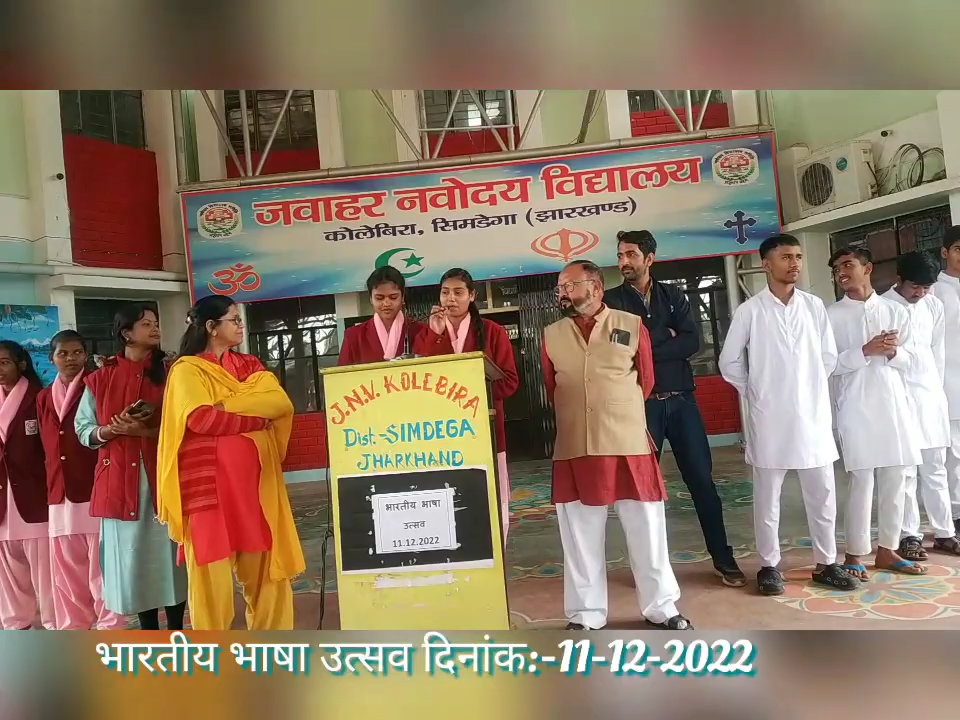 जवाहर नवोदय विद्यालय
कोलेबिरा, सिमडेगा (झारखण्ड)
J.N.V. KOLEBIRA
Dist.-SIMDEGA
JHARKHAND
भारतीय भाषा
उत्सव
11.12.2022
भारतीय भाषा उत्सव दिनांक:-11-12-2022